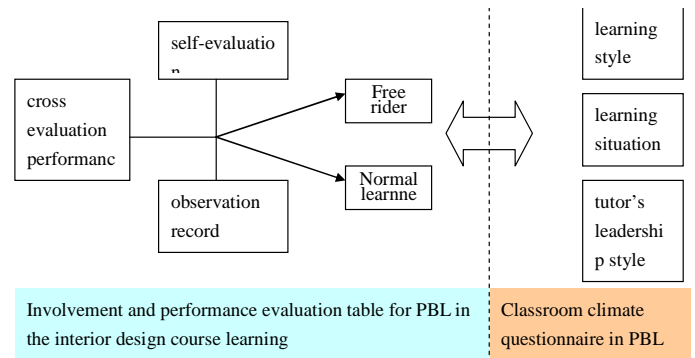 self-evaluatio
n
cross
evaluation
performanc
observation
record
Free
rider
Normal
learnne
learning
style
learning
situation
tutor's
leadershi
p style
Involvement and performance evaluation table for PBL in
the interior design course learning
Classroom climate
questionnaire in PBL